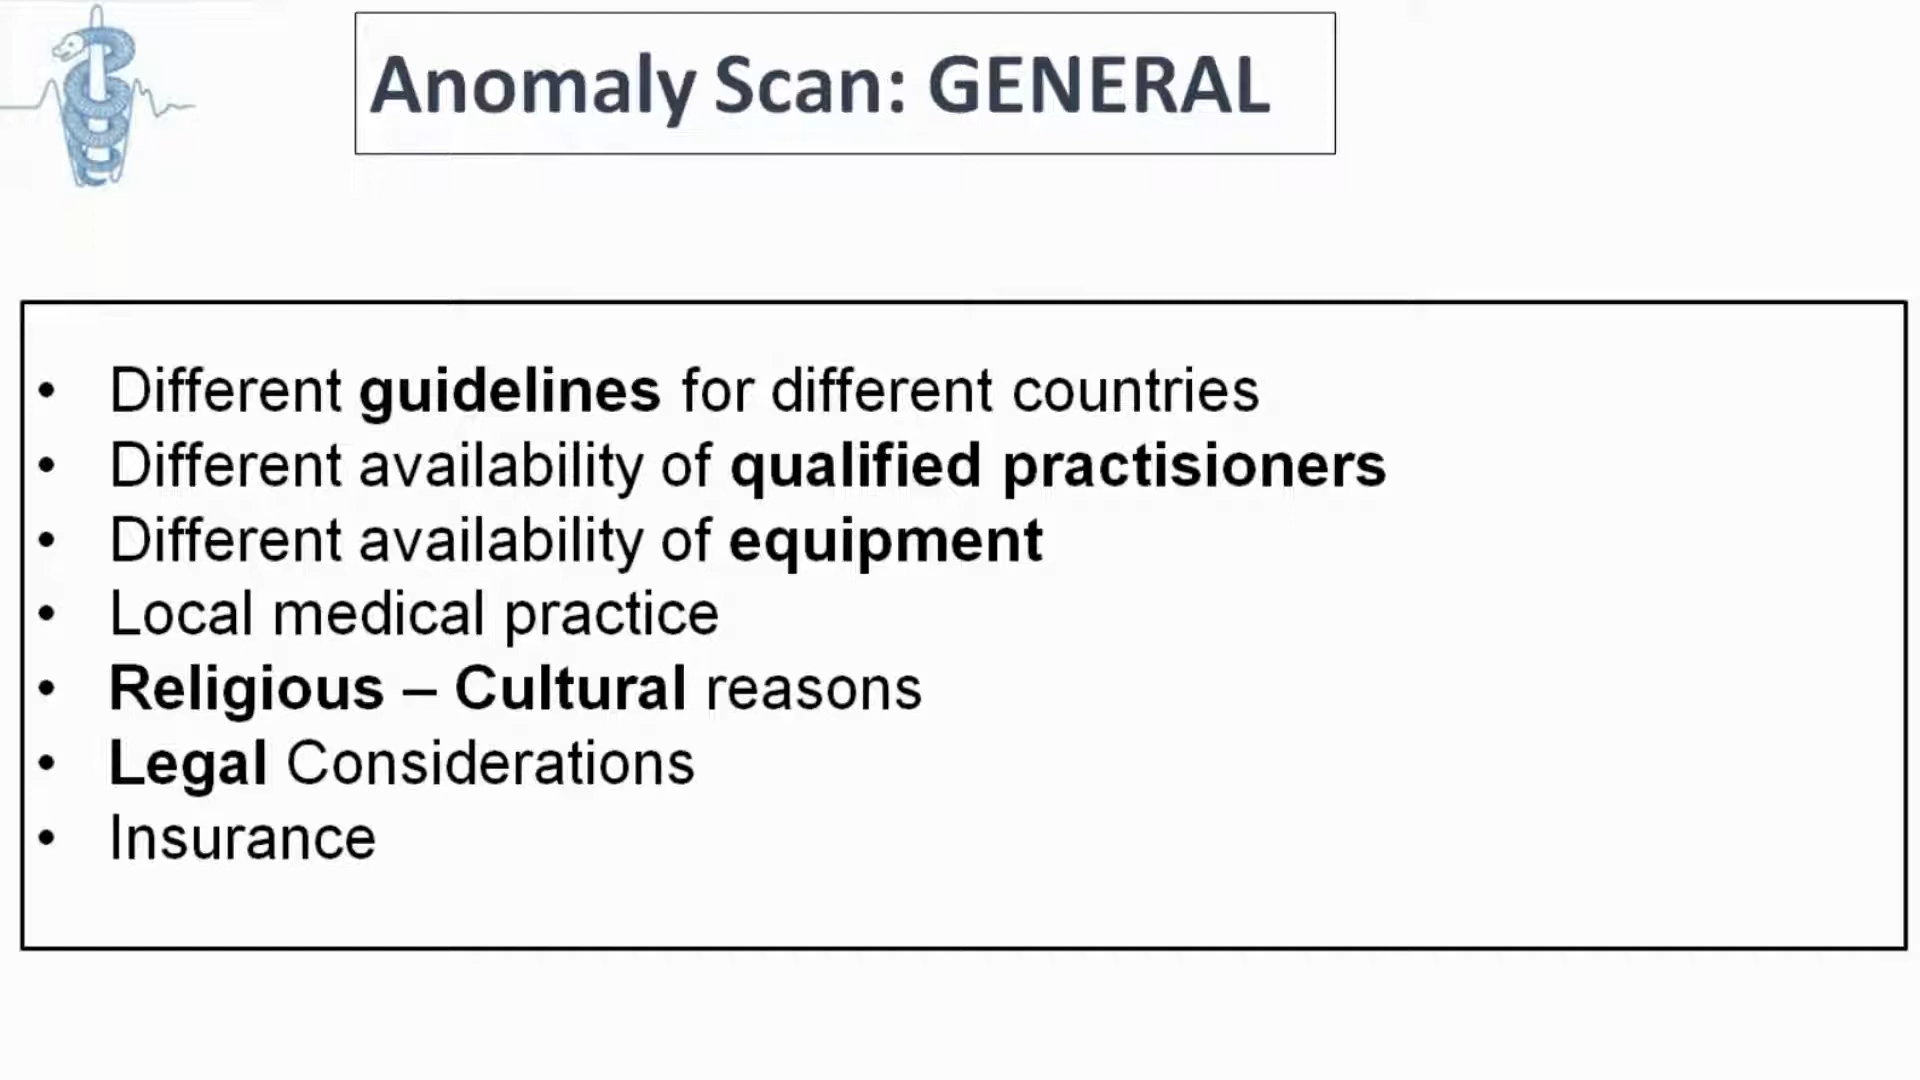 Anomaly Scan: GENERAL
• Different guidelines for different countries
• Different availability of qualified practisioners
• Different availability of equipment
• Local medical practice
• Religious – Cultural reasons
• Legal Considerations
• Insurance